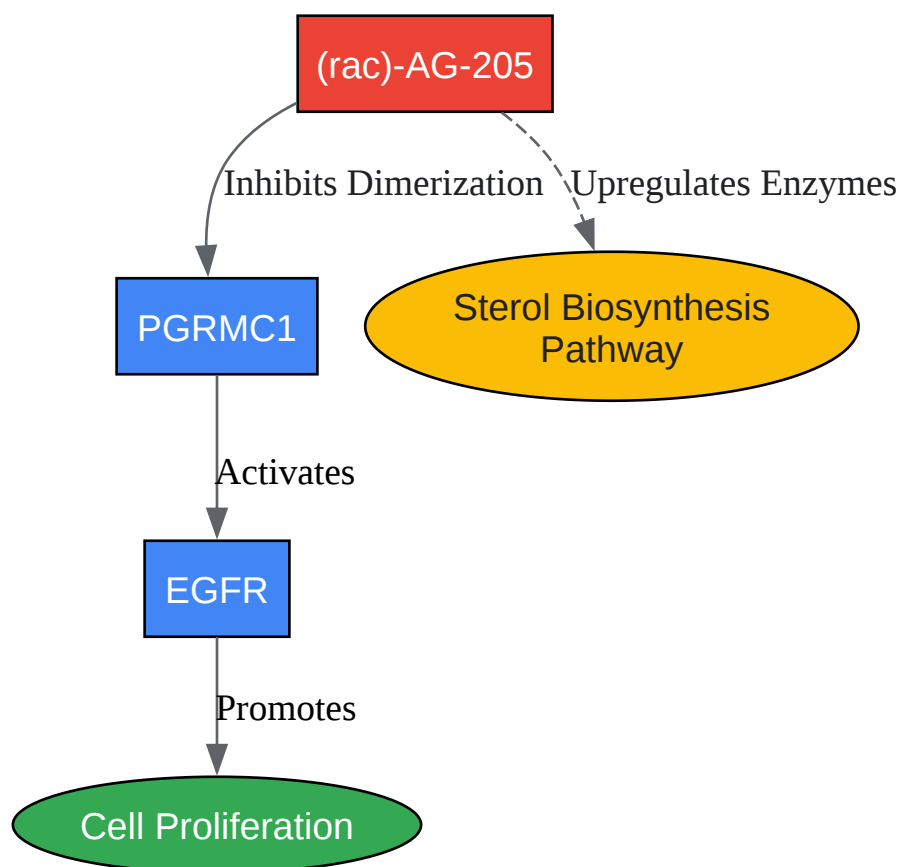 (rac)-AG-205
Inhibits Dimerization
Upregulates Enzymes
PGRMC1
Sterol Biosynthesis
Pathway
Activates
EGFR
Promotes
Cell Proliferation